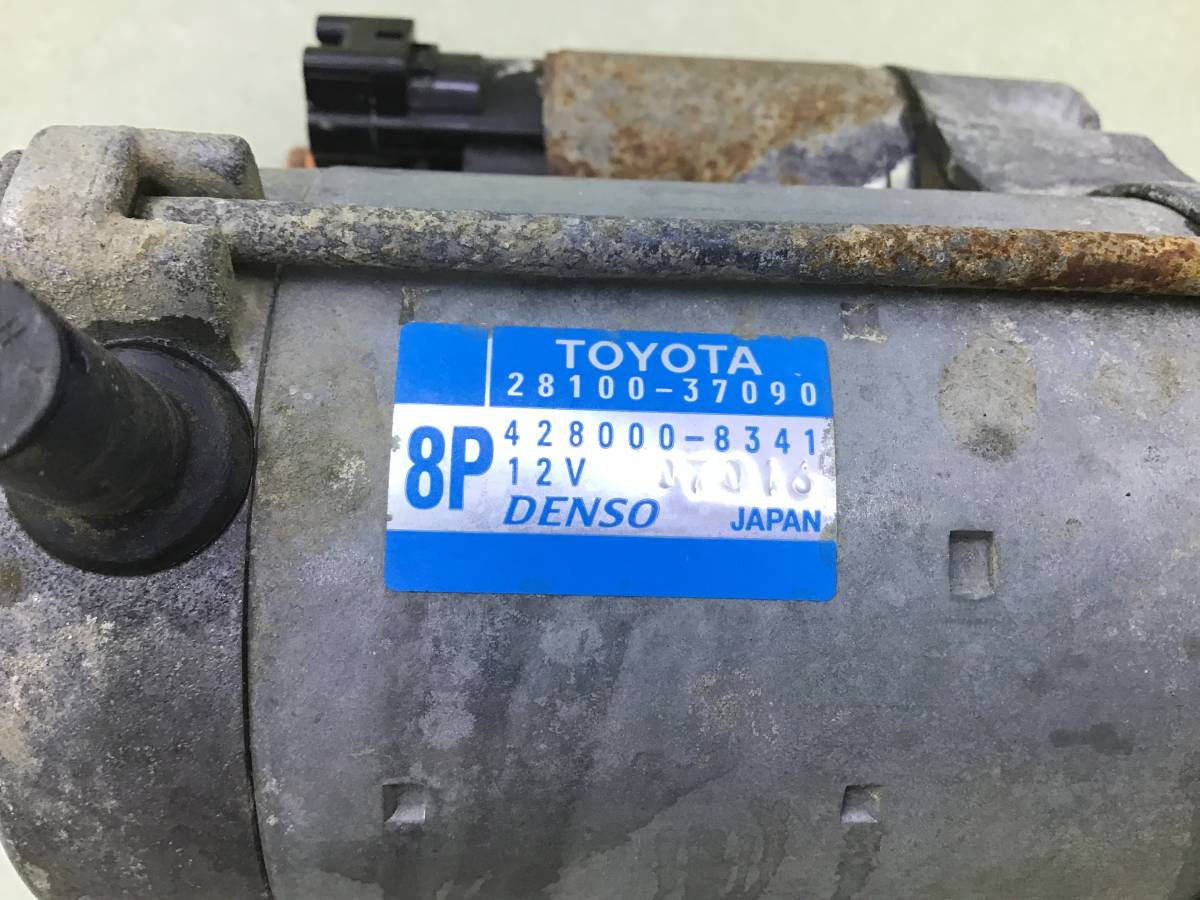 TOYOTA
28100-37090
8P
428000-8341
12V
DENSO JAPAN